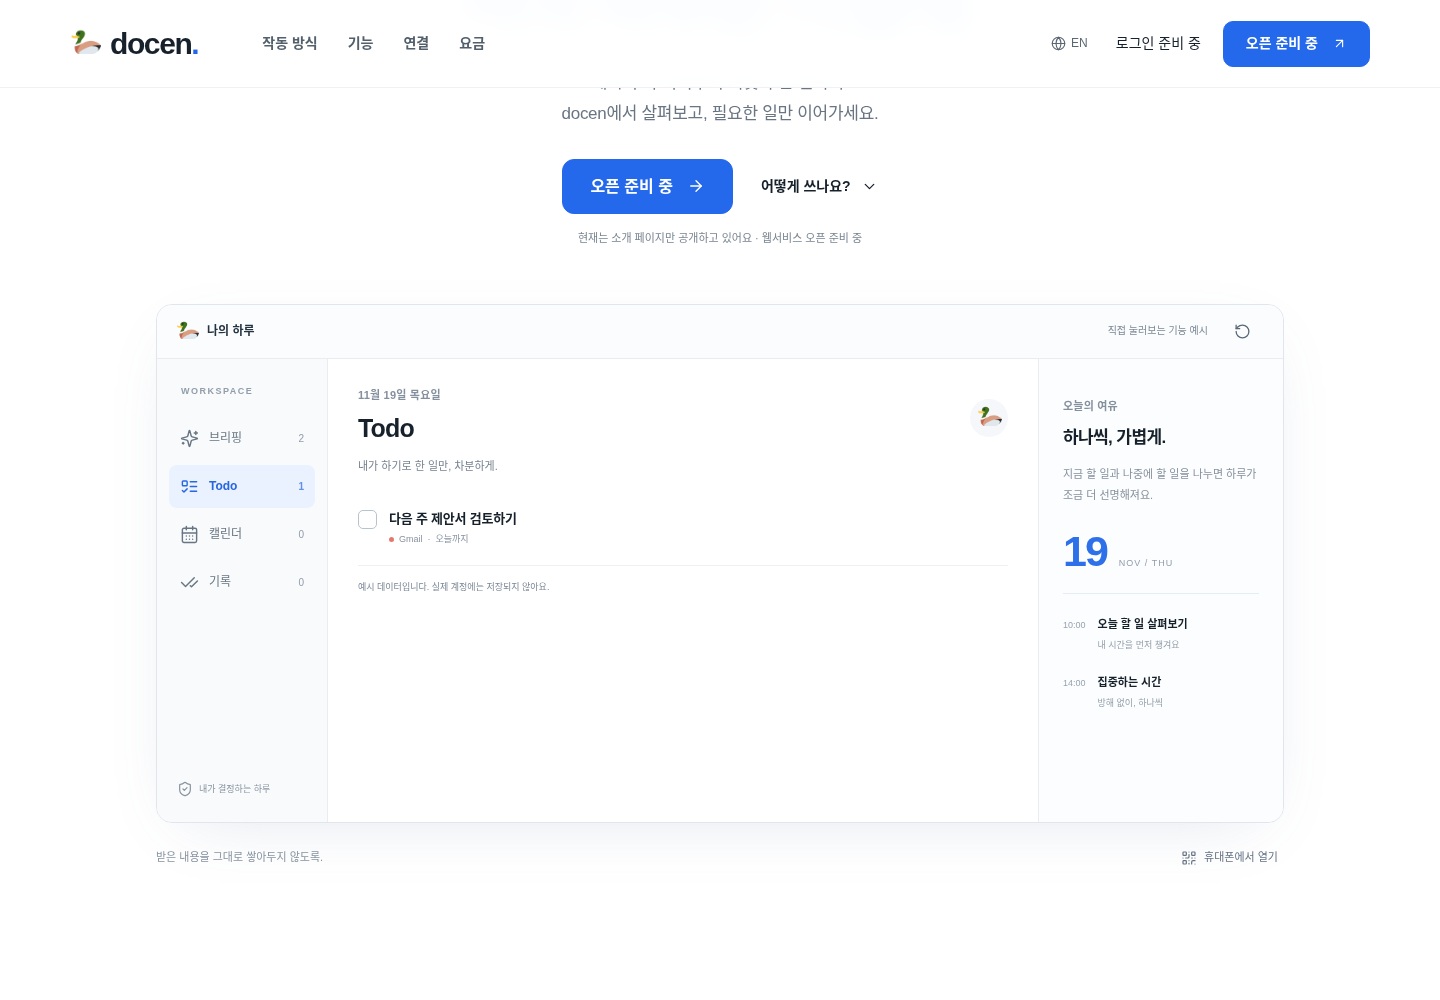 docen.
작동 방식
기능
연결
요금
EN
로그인 준비 중
오픈 준비 중
docen에서 살펴보고, 필요한 일만 이어가세요.
오픈 준비 중
어떻게 쓰나요?
현재는 소개 페이지만 공개하고 있어요 · 웹서비스 오픈 준비 중
나의 하루
직접 눌러보는 기능 예시
WORKSPACE
브리핑 2
Todo 1
캘린더 0
기록 0
내가 결정하는 하루
11월 19일 목요일
Todo
내가 하기로 한 일만, 차분하게.
다음 주 제안서 검토하기
Gmail · 오늘까지
예시 데이터입니다. 실제 계정에는 저장되지 않아요.
오늘의 여유
하나씩, 가볍게.
지금 할 일과 나중에 할 일을 나누면 하루가
조금 더 선명해져요.
19 NOV / THU
10:00 오늘 할 일 살펴보기
내 시간을 먼저 챙겨요
14:00 집중하는 시간
방해 없이, 하나씩
받은 내용을 그대로 쌓아두지 않도록.
휴대폰에서 열기